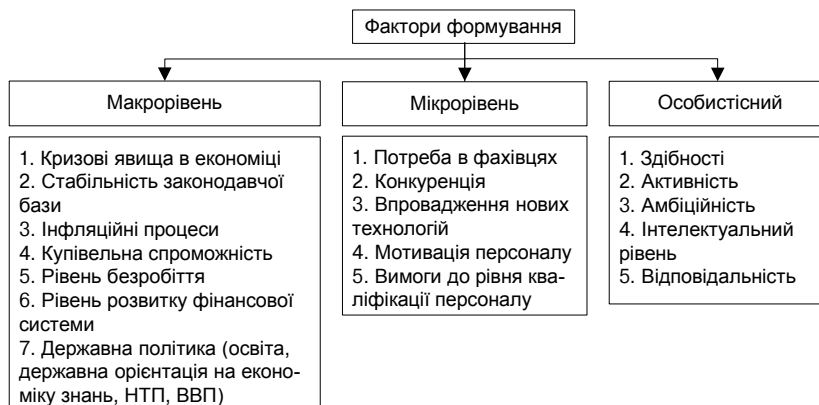 Фактори формування
Макрорівень
Мікрорівень
Особистісний
1. Кризові явища в економіці
2. Стабільність законодавчої
бази
3. Інфляційні процеси
4. Купівельна спроможність
5. Рівень безробіття
6. Рівень розвитку фінансової
системи
7. Державна політика (освіта,
державна орієнтація на еконо-
міку знань, НТП, ВВП)
1. Потреба в фахівцях
2. Конкуренція
3. Впровадження нових
технологій
4. Мотивація персоналу
5. Вимоги до рівня ква-
ліфікації персоналу
1. Здібності
2. Активність
3. Амбіційність
4. Інтелектуальний
рівень
5. Відповідальність